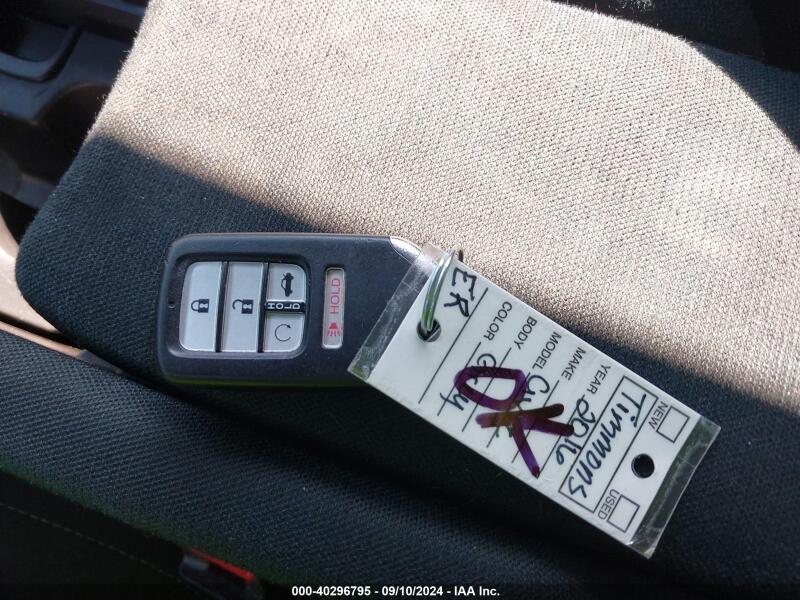 HOLD
HOLD
NEW
USED
Timmons
YEAR 2016
MAKE
MODEL
BODY
COLOR
OK
ER
000-40296795 - 09/10/2024 - IAA Inc.